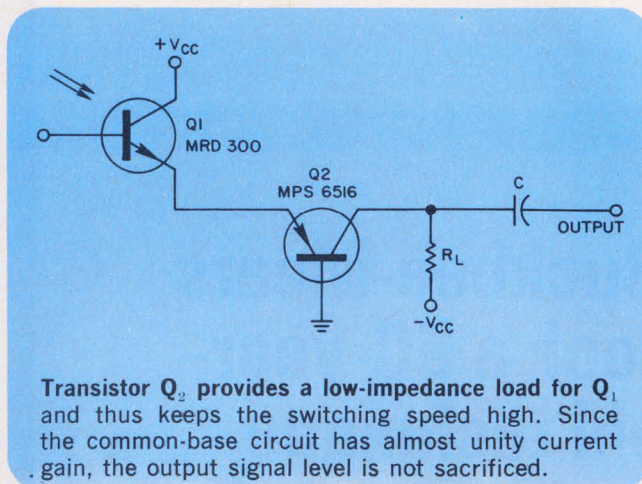 +VCC
Q1
MRD 300
Q2
MPS 6516
C
OUTPUT
RL
-VCC
Transistor Q2 provides a low-impedance load for Q1
and thus keeps the switching speed high. Since
the common-base circuit has almost unity current
gain, the output signal level is not sacrificed.